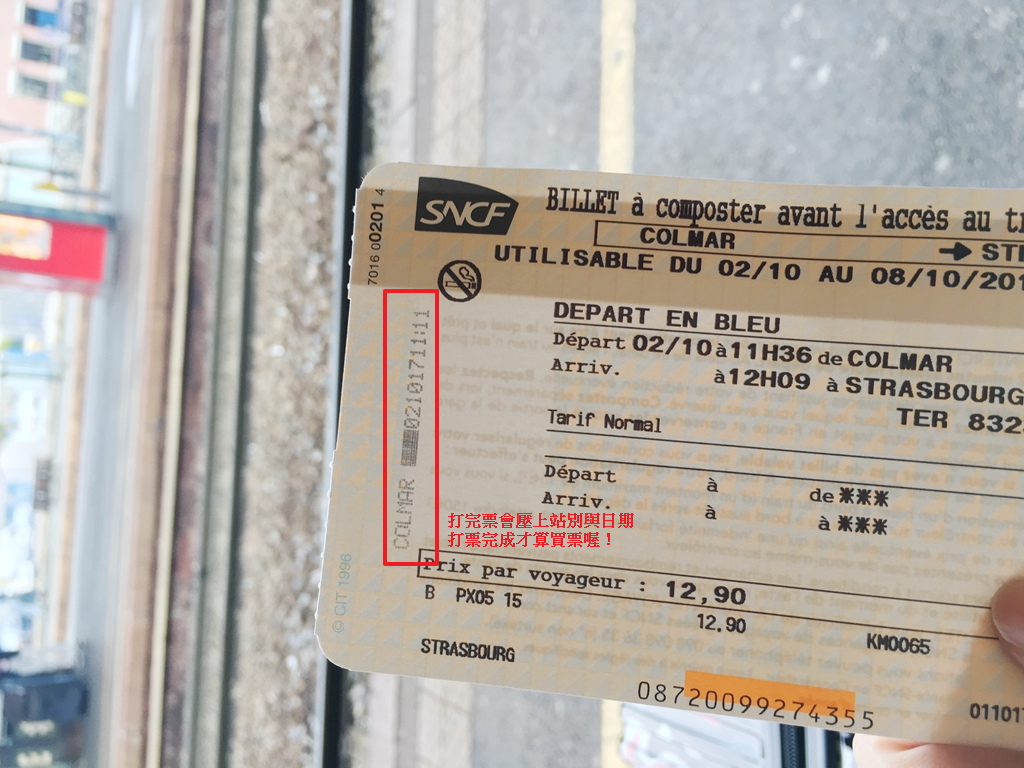 7016 00201 4
SNCF
BILLET à composter avant l'accès au
COLMAR
UTILISABLE DU 02/10 AU 08/10/201
DEPART EN BLEU
Départ 02/10 à 11H36 de COLMAR
Arriv. à 12H09 à STRASBOURG
TER 832
Tarif Normal
Départ à de ***
Arriv. à à ***
COLMAR 0210171 11:11
打完票會壓上站別與日期
打票完成才算買票喔！
Prix par voyageur : 12,90
B PX05 15
12.90
KM0065
STRASBOURG
08720099274355
01101
© CIT 1996